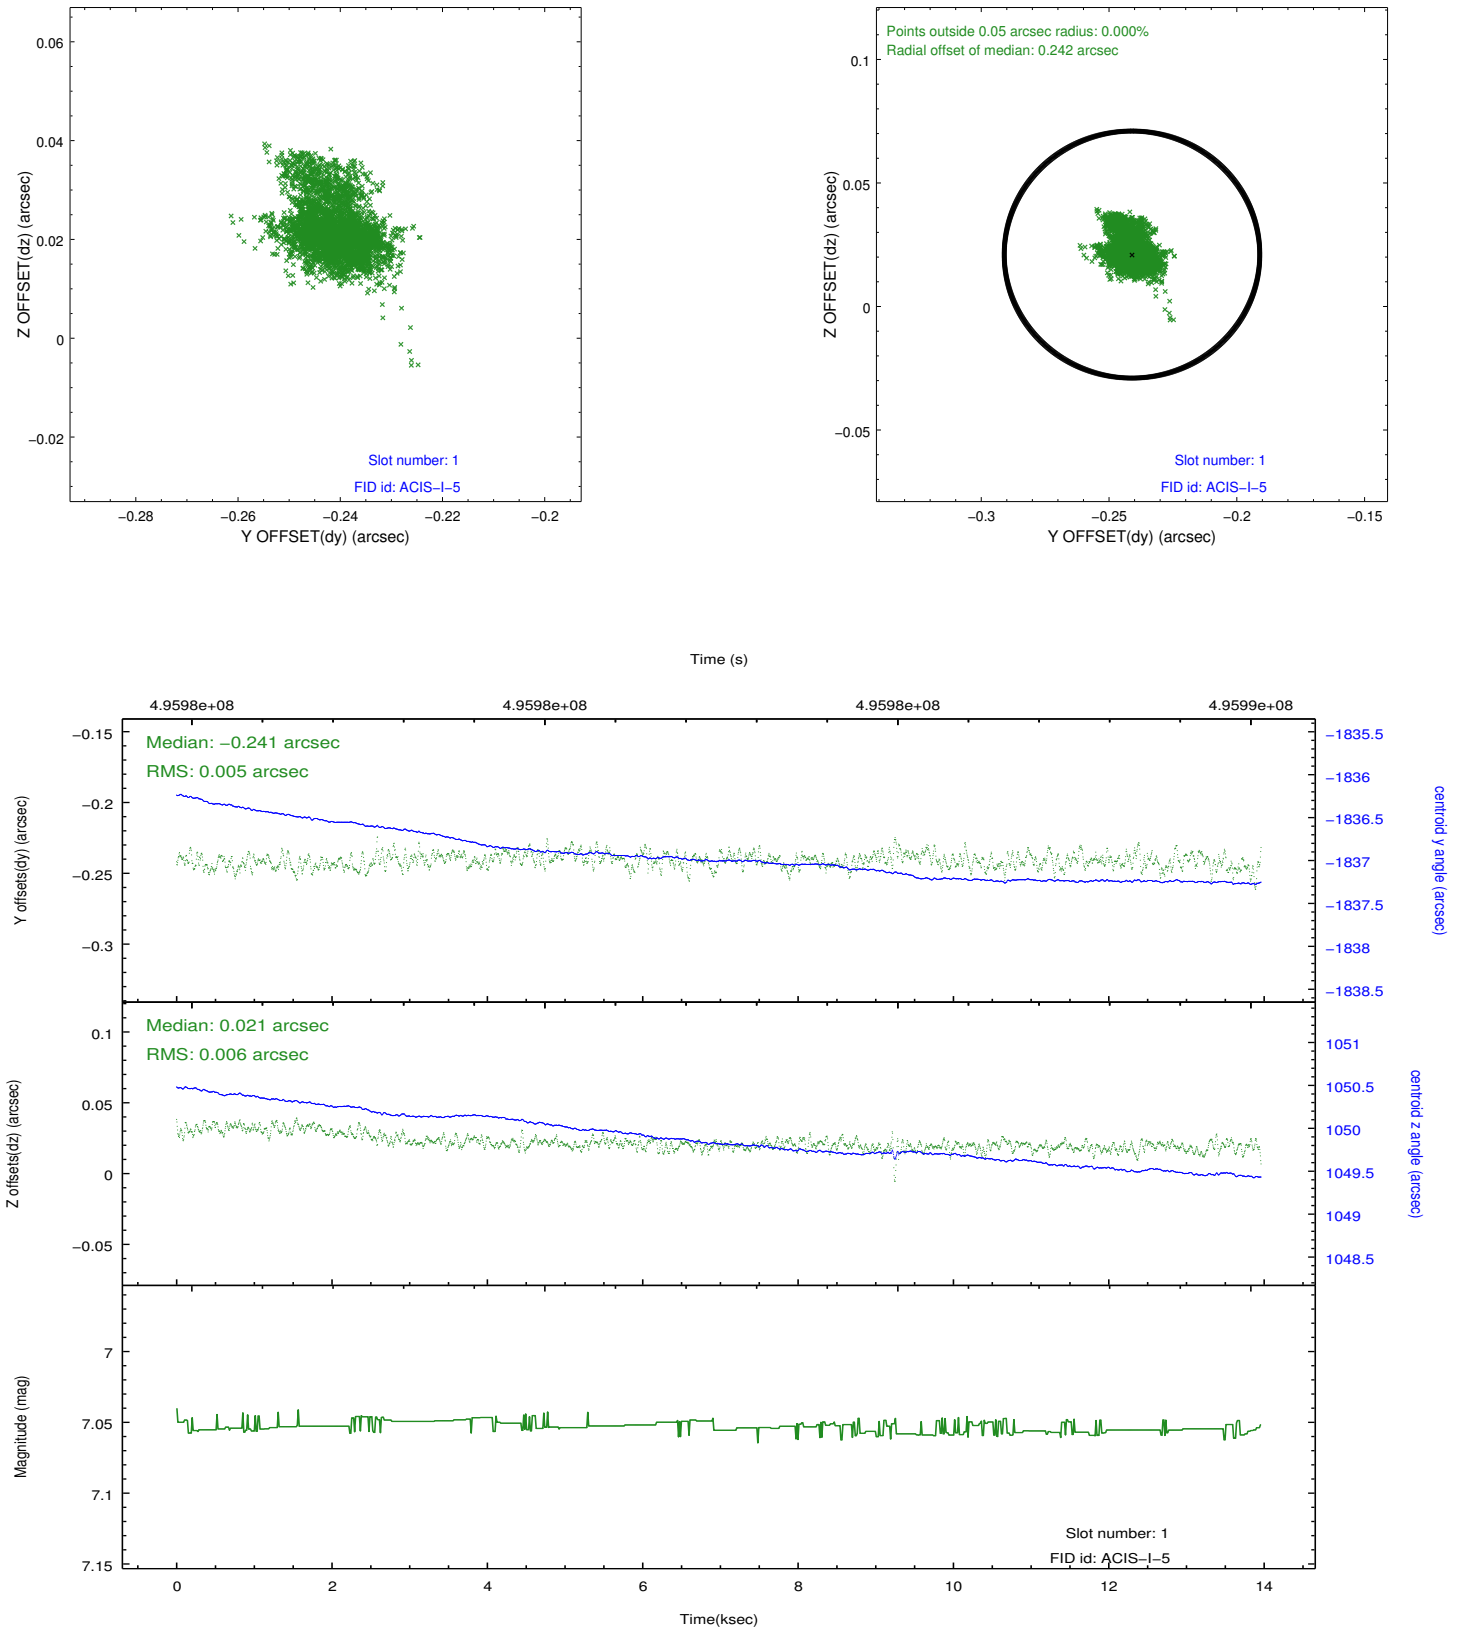 0.06
0.04
0.02
0
−0.02
Z OFFSET(dz) (arcsec)
Slot number: 1
FID id: ACIS−I−5
−0.28 −0.26 −0.24 −0.22 −0.2
Y OFFSET(dy) (arcsec)
Points outside 0.05 arcsec radius: 0.000%
Radial offset of median: 0.242 arcsec
0.1
0.05
0
−0.05
Z OFFSET(dz) (arcsec)
Slot number: 1
FID id: ACIS−I−5
−0.3 −0.25 −0.2 −0.15
Y OFFSET(dy) (arcsec)
Time (s)
4.9598e+08 4.9598e+08 4.9598e+08 4.9599e+08
Median: −0.241 arcsec
RMS: 0.005 arcsec
−0.15
−0.2
−0.25
−0.3
Y offsets(dy) (arcsec)
−1835.5
−1836
−1836.5
−1837
−1837.5
−1838
−1838.5
centroid y angle (arcsec)
Median: 0.021 arcsec
RMS: 0.006 arcsec
0.1
0.05
0
−0.05
Z offsets(dz) (arcsec)
1051
1050.5
1050
1049.5
1049
1048.5
centroid z angle (arcsec)
7
7.05
7.1
7.15
Magnitude (mag)
Slot number: 1
FID id: ACIS−I−5
0 2 4 6 8 10 12 14
Time(ksec)